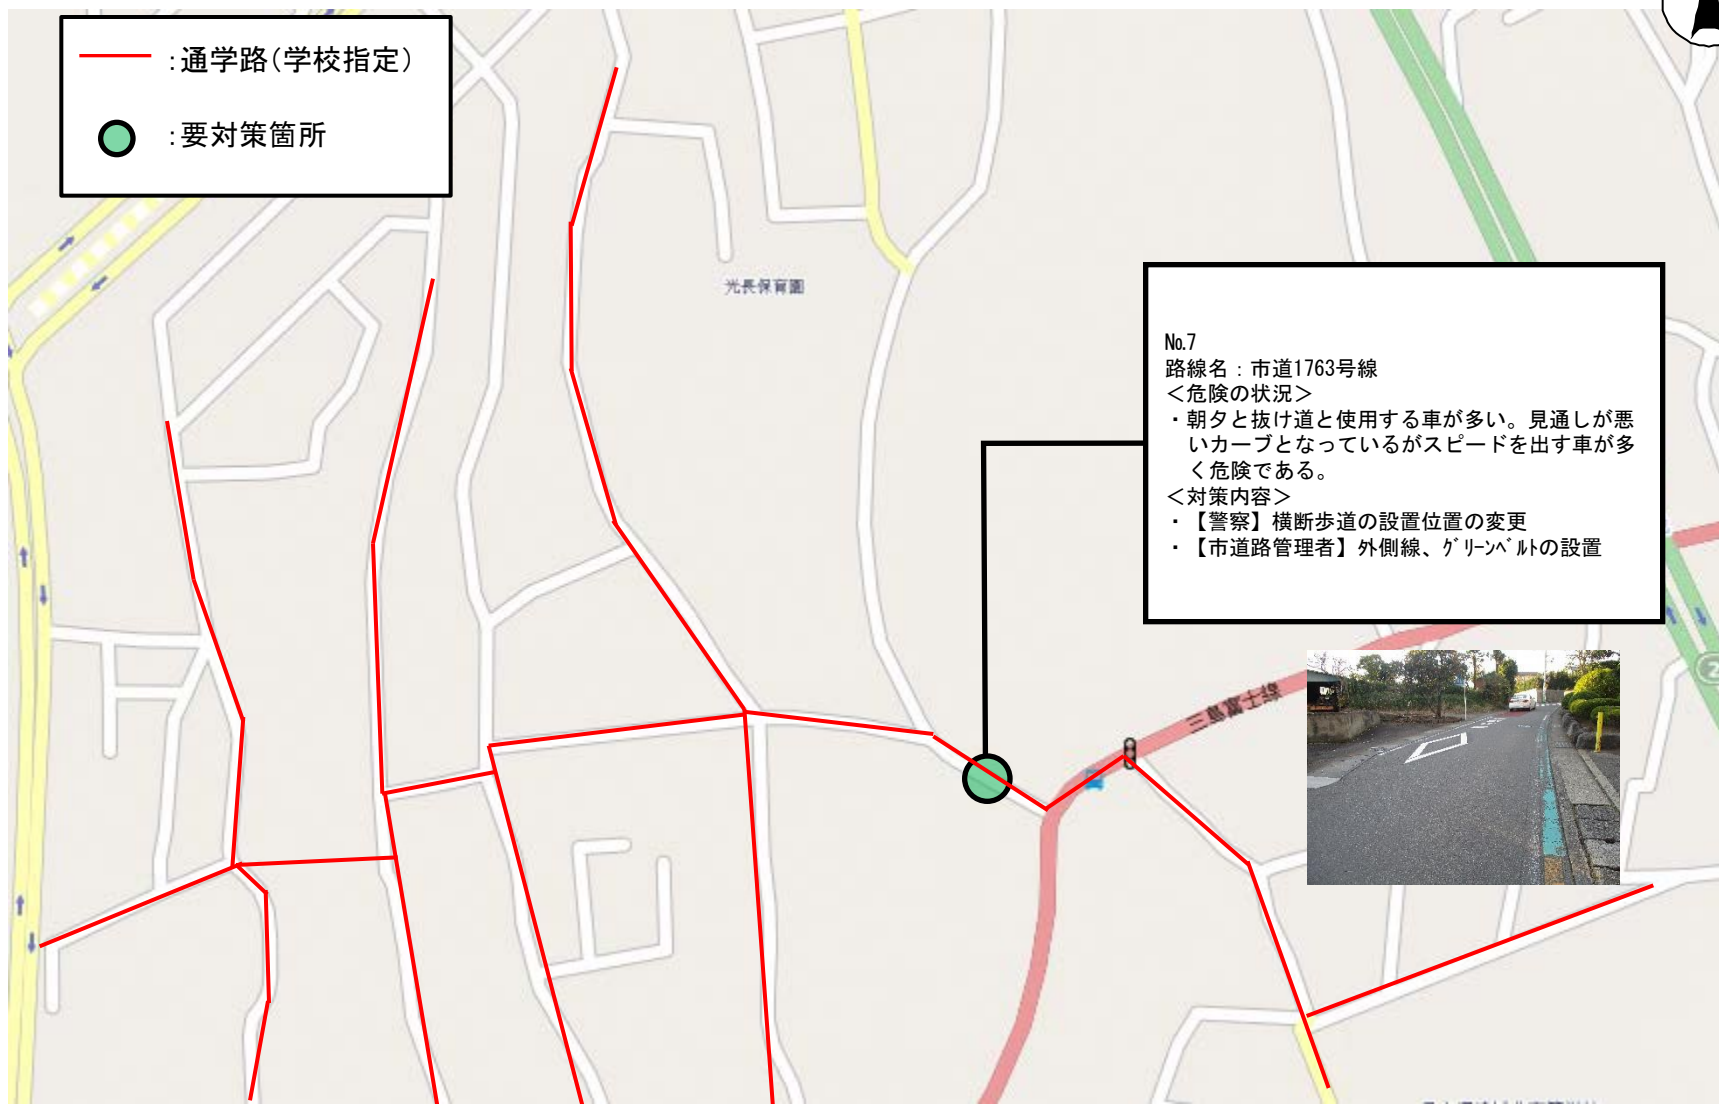 :通学路(学校指定)
:要対策箇所
光長保育園
No.7
路線名：市道1763号線
＜危険の状況＞
・朝夕と抜け道と使用する車が多い。見通しが悪
いカーブとなっているがスピードを出す車が多
く危険である。
＜対策内容＞
・【警察】横断歩道の設置位置の変更
・【市道路管理者】外側線、ｸﾞﾘｰﾝﾍﾞﾙﾄの設置
三島富士線